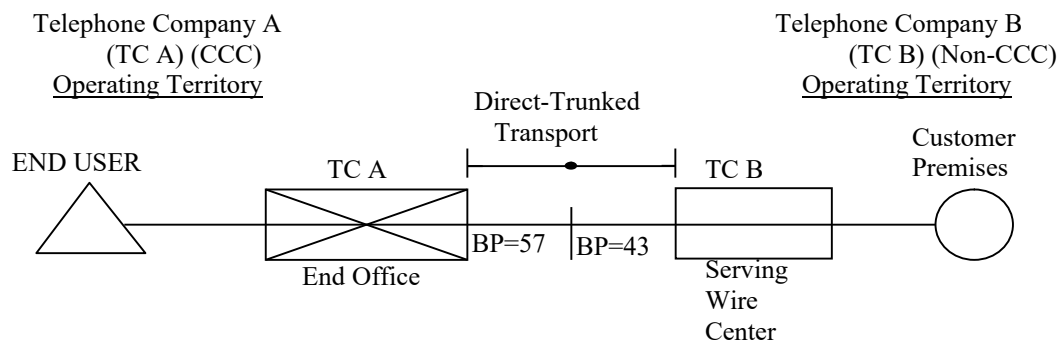 Telephone Company A
(TC A) (CCC)
Operating Territory
Telephone Company B
(TC B) (Non-CCC)
Operating Territory
Direct-Trunked
Transport
END USER
TC A
TC B
Customer
Premises
BP=57
BP=43
End Office
Serving
Wire
Center